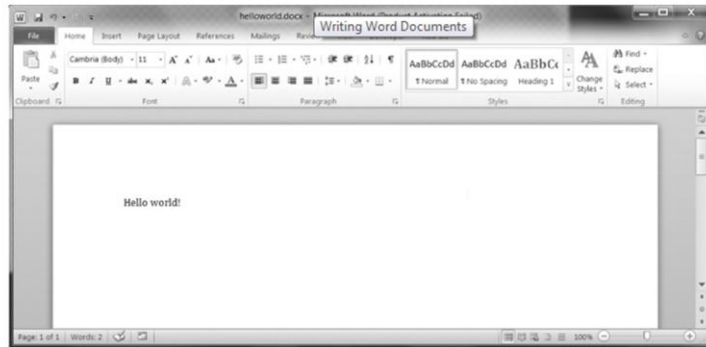 helloworld.docx - Microsoft Word (Product Activation Failed)
Writing Word Documents
File Home Insert Page Layout References Mailings
Cambria (Body) 11
Paste
Find
Replace
Select
AaBbCcDd AaBbCcDd AaBbCc
¶ Normal ¶ No Spacing Heading 1
Change
Styles
Clipboard Font Paragraph Styles Editing
Hello world!
Page: 1 of 1 Words: 2 100%